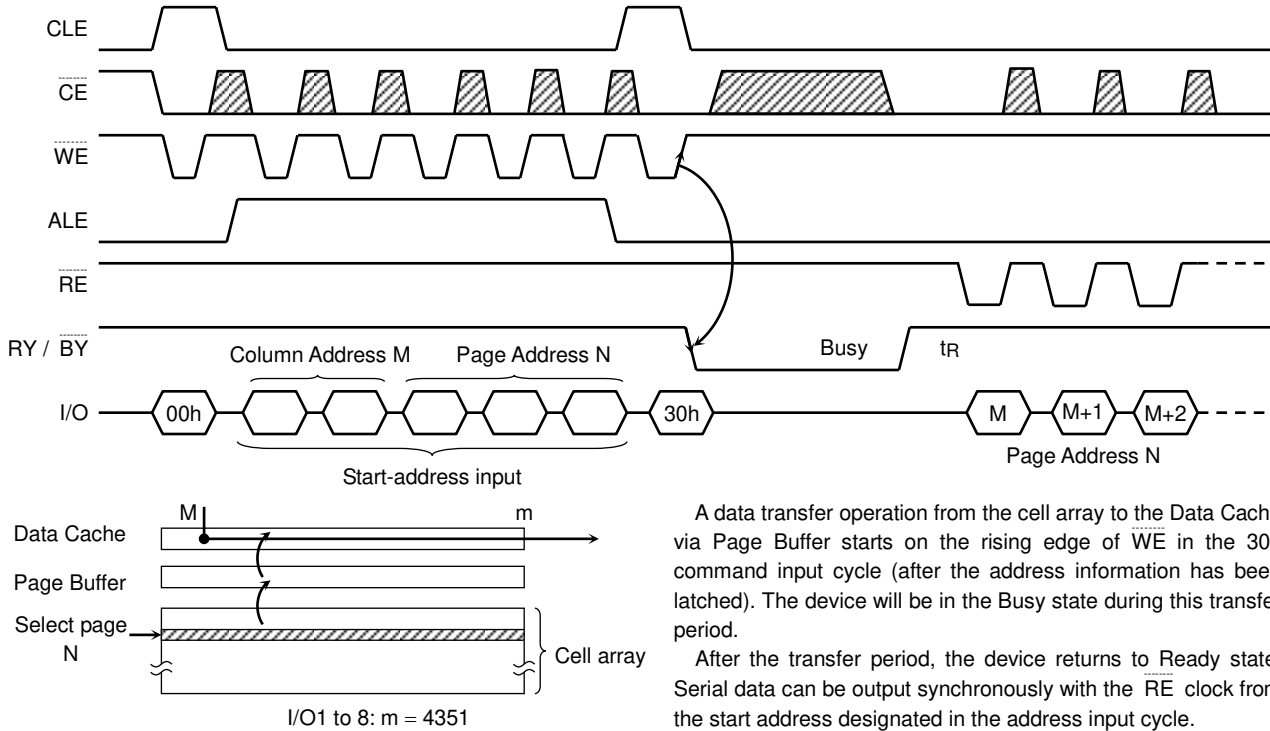 CLE
CE
WE
ALE
RE
RY / BY
Busy
tR
Column Address M
Page Address N
I/O
00h
30h
M
M+1
M+2
Start-address input
Page Address N
M
m
Data Cache
Page Buffer
Select page
N
Cell array
I/O1 to 8: m = 4351
A data transfer operation from the cell array to the Data Cach
via Page Buffer starts on the rising edge of WE in the 30
command input cycle (after the address information has bee
latched). The device will be in the Busy state during this transfe
period.
After the transfer period, the device returns to Ready state
Serial data can be output synchronously with the RE clock from
the start address designated in the address input cycle.